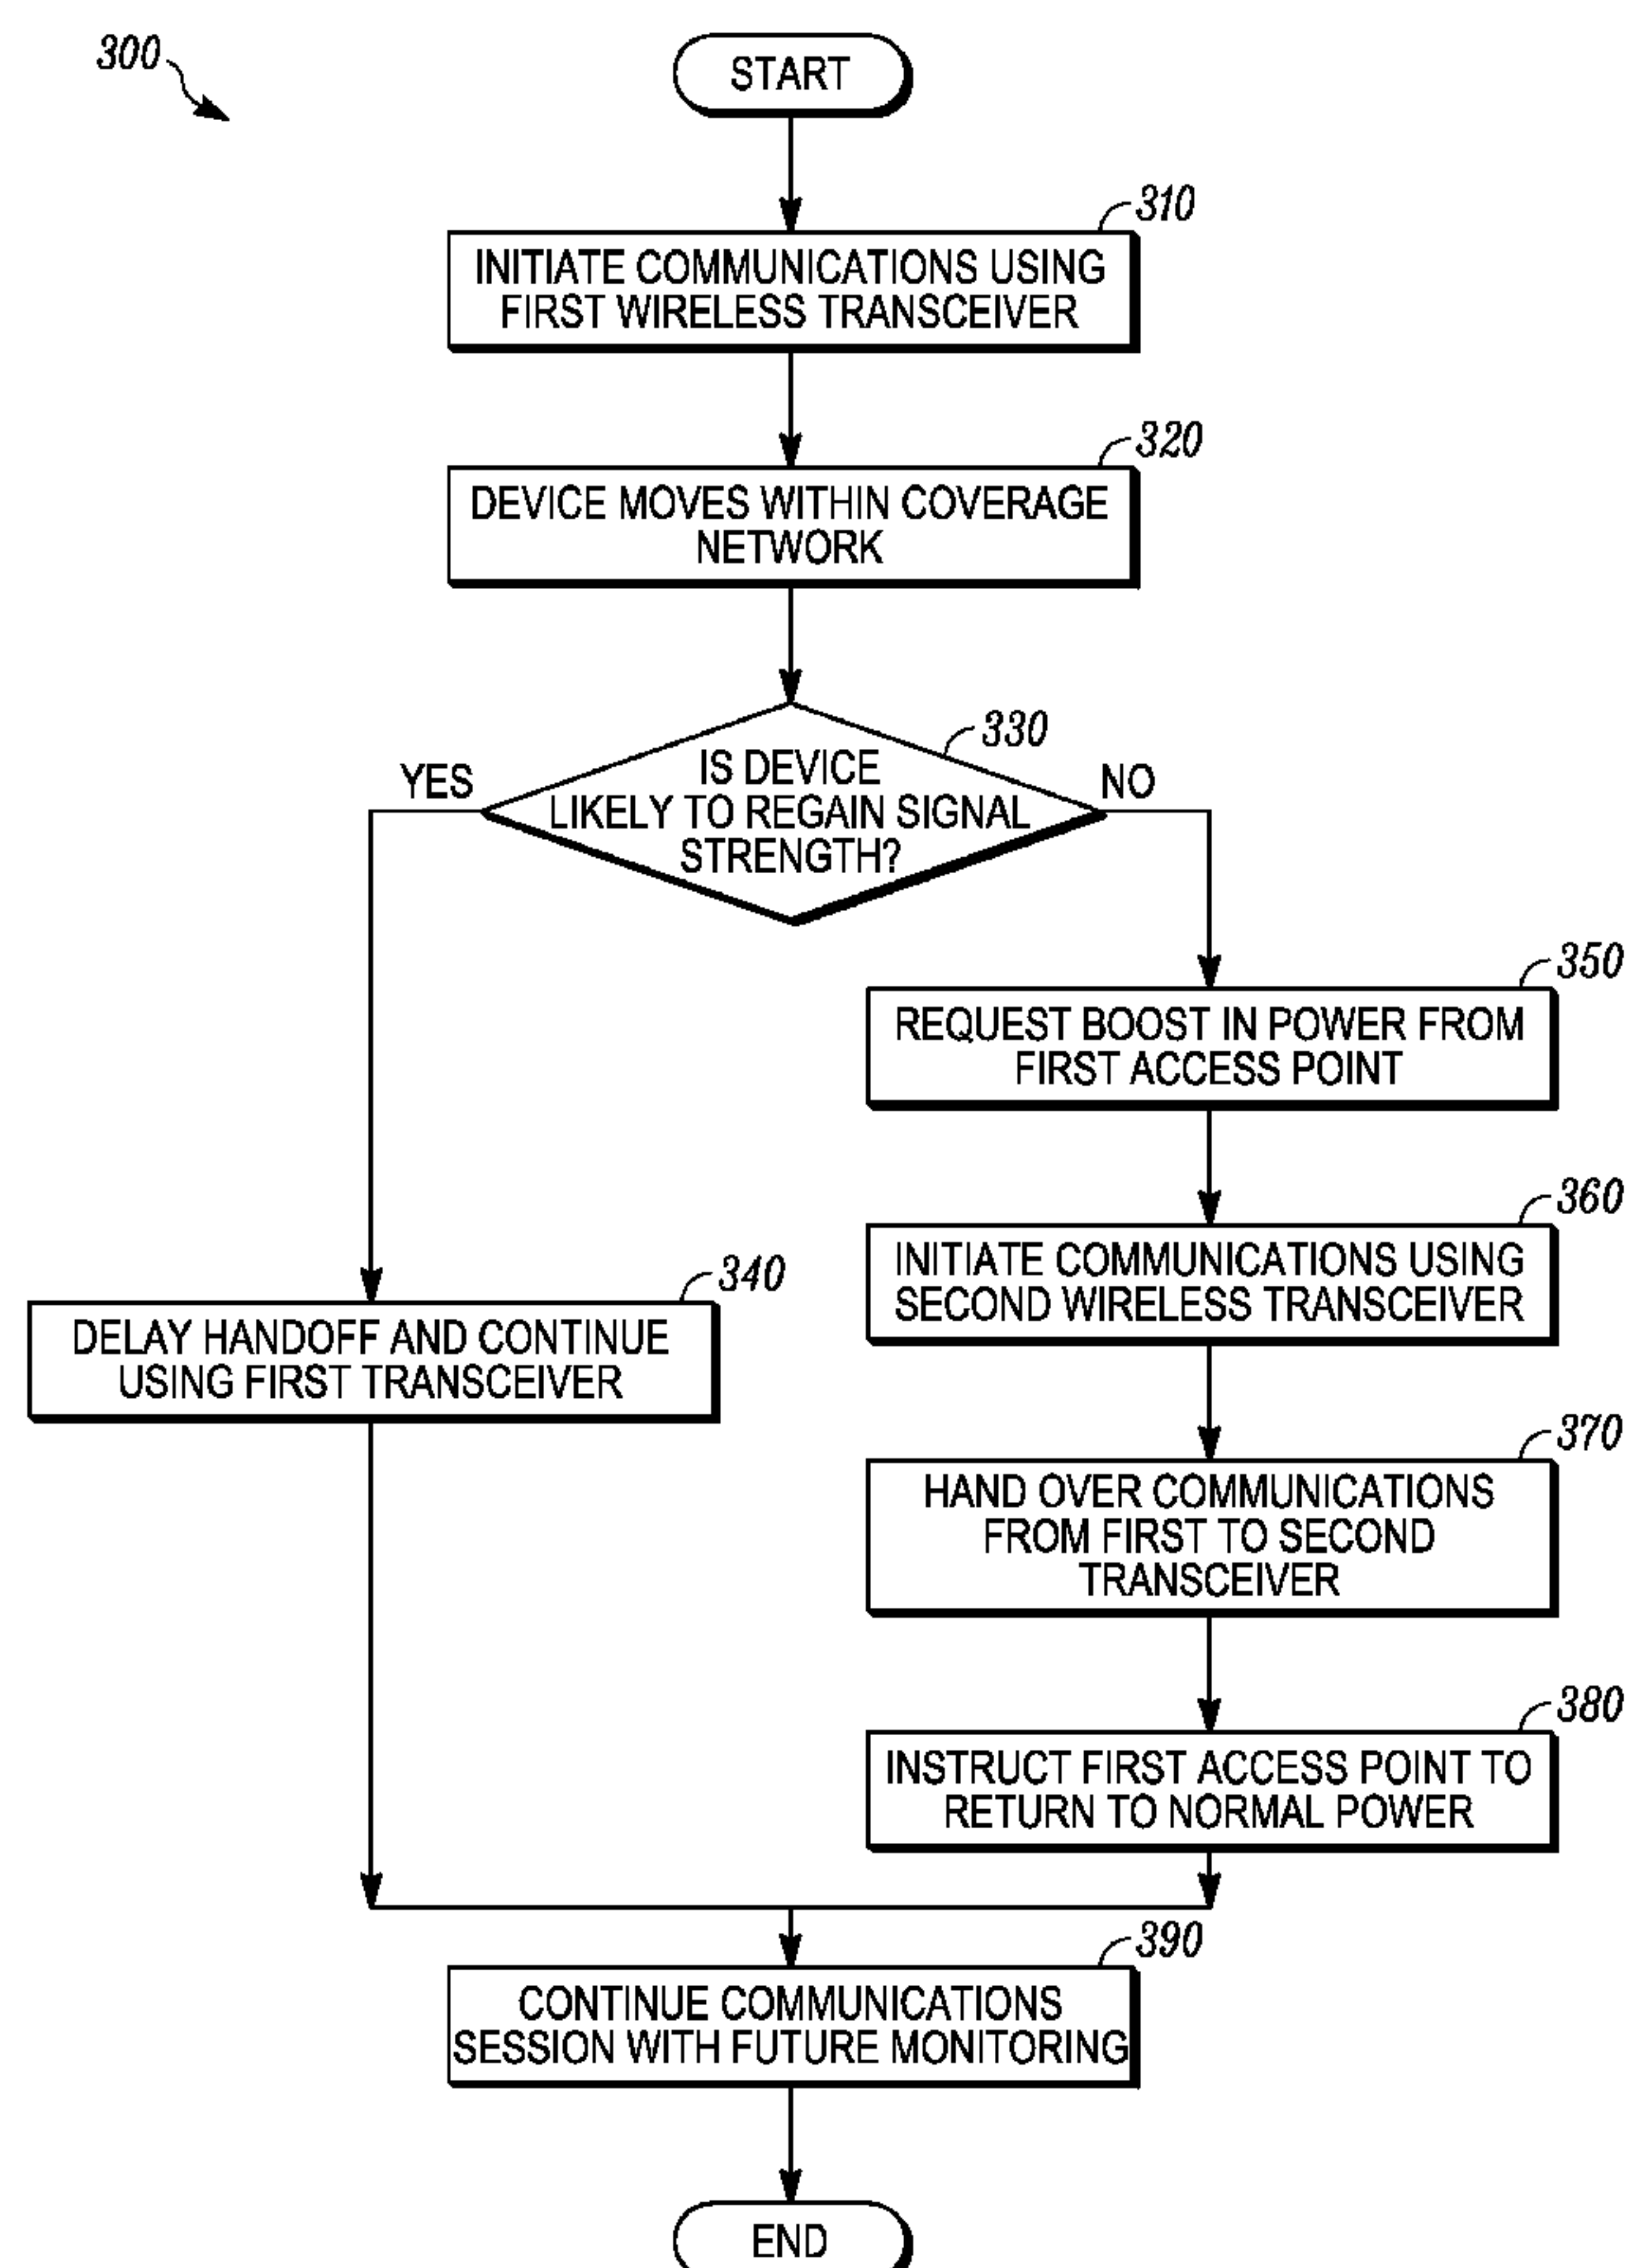 300
START
310
INITIATE COMMUNICATIONS USING
FIRST WIRELESS TRANSCEIVER
320
DEVICE MOVES WITHIN COVERAGE
NETWORK
330
IS DEVICE
LIKELY TO REGAIN SIGNAL
STRENGTH?
YES
NO
350
REQUEST BOOST IN POWER FROM
FIRST ACCESS POINT
360
INITIATE COMMUNICATIONS USING
SECOND WIRELESS TRANSCEIVER
340
DELAY HANDOFF AND CONTINUE
USING FIRST TRANSCEIVER
370
HAND OVER COMMUNICATIONS
FROM FIRST TO SECOND
TRANSCEIVER
380
INSTRUCT FIRST ACCESS POINT TO
RETURN TO NORMAL POWER
390
CONTINUE COMMUNICATIONS
SESSION WITH FUTURE MONITORING
END